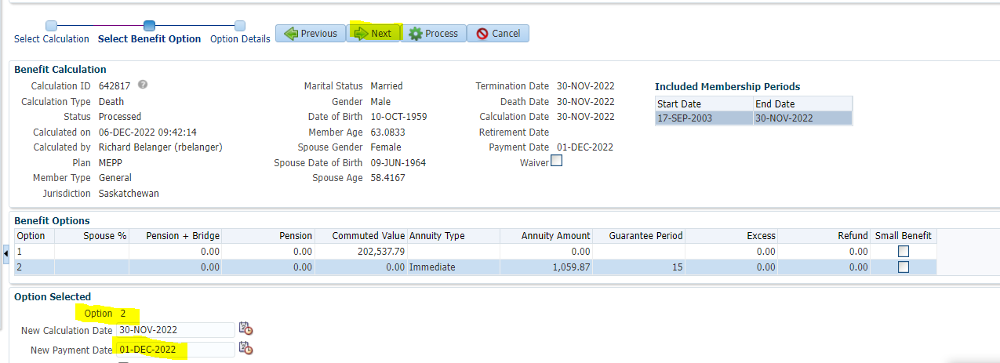 Select Calculation Select Benefit Option Option Details Previous Next Process Cancel
Benefit Calculation
Calculation ID 642817 Marital Status Married Termination Date 30-NOV-2022 Included Membership Periods
Calculation Type Death Gender Male Death Date 30-NOV-2022 Start Date End Date
Status Processed Date of Birth 10-OCT-1959 Calculation Date 30-NOV-2022 17-SEP-2003 30-NOV-2022
Calculated on 06-DEC-2022 09:42:14 Member Age 63.0833 Retirement Date
Calculated by Richard Belanger (rbelanger) Spouse Gender Female Payment Date 01-DEC-2022
Plan MEPP Spouse Date of Birth 09-JUN-1964 Waiver
Member Type General Spouse Age 58.4167
Jurisdiction Saskatchewan
Benefit Options
Option Spouse % Pension + Bridge Pension Commuted Value Annuity Type Annuity Amount Guarantee Period Excess Refund Small Benefit
1 0.00 0.00 202,537.79 0.00 0.00 0.00
2 0.00 0.00 0.00 Immediate 1,059.87 15 0.00 0.00
Option Selected
Option 2
New Calculation Date 30-NOV-2022
New Payment Date 01-DEC-2022